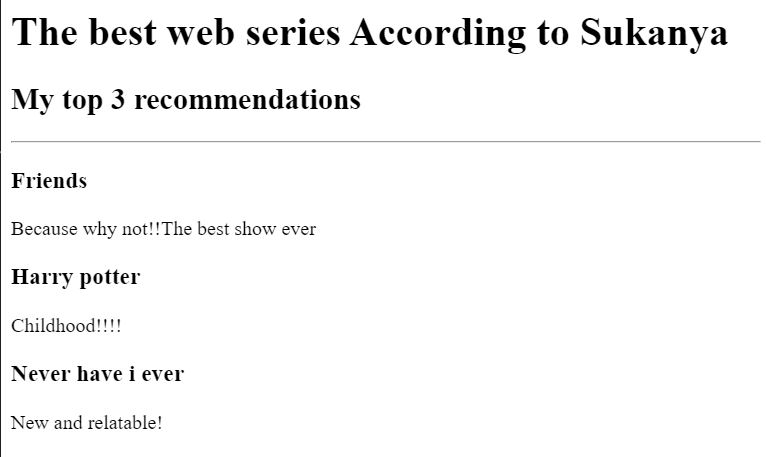 The best web series According to Sukanya
My top 3 recommendations
Friends
Because why not!!The best show ever
Harry potter
Childhood!!!!
Never have i ever
New and relatable!